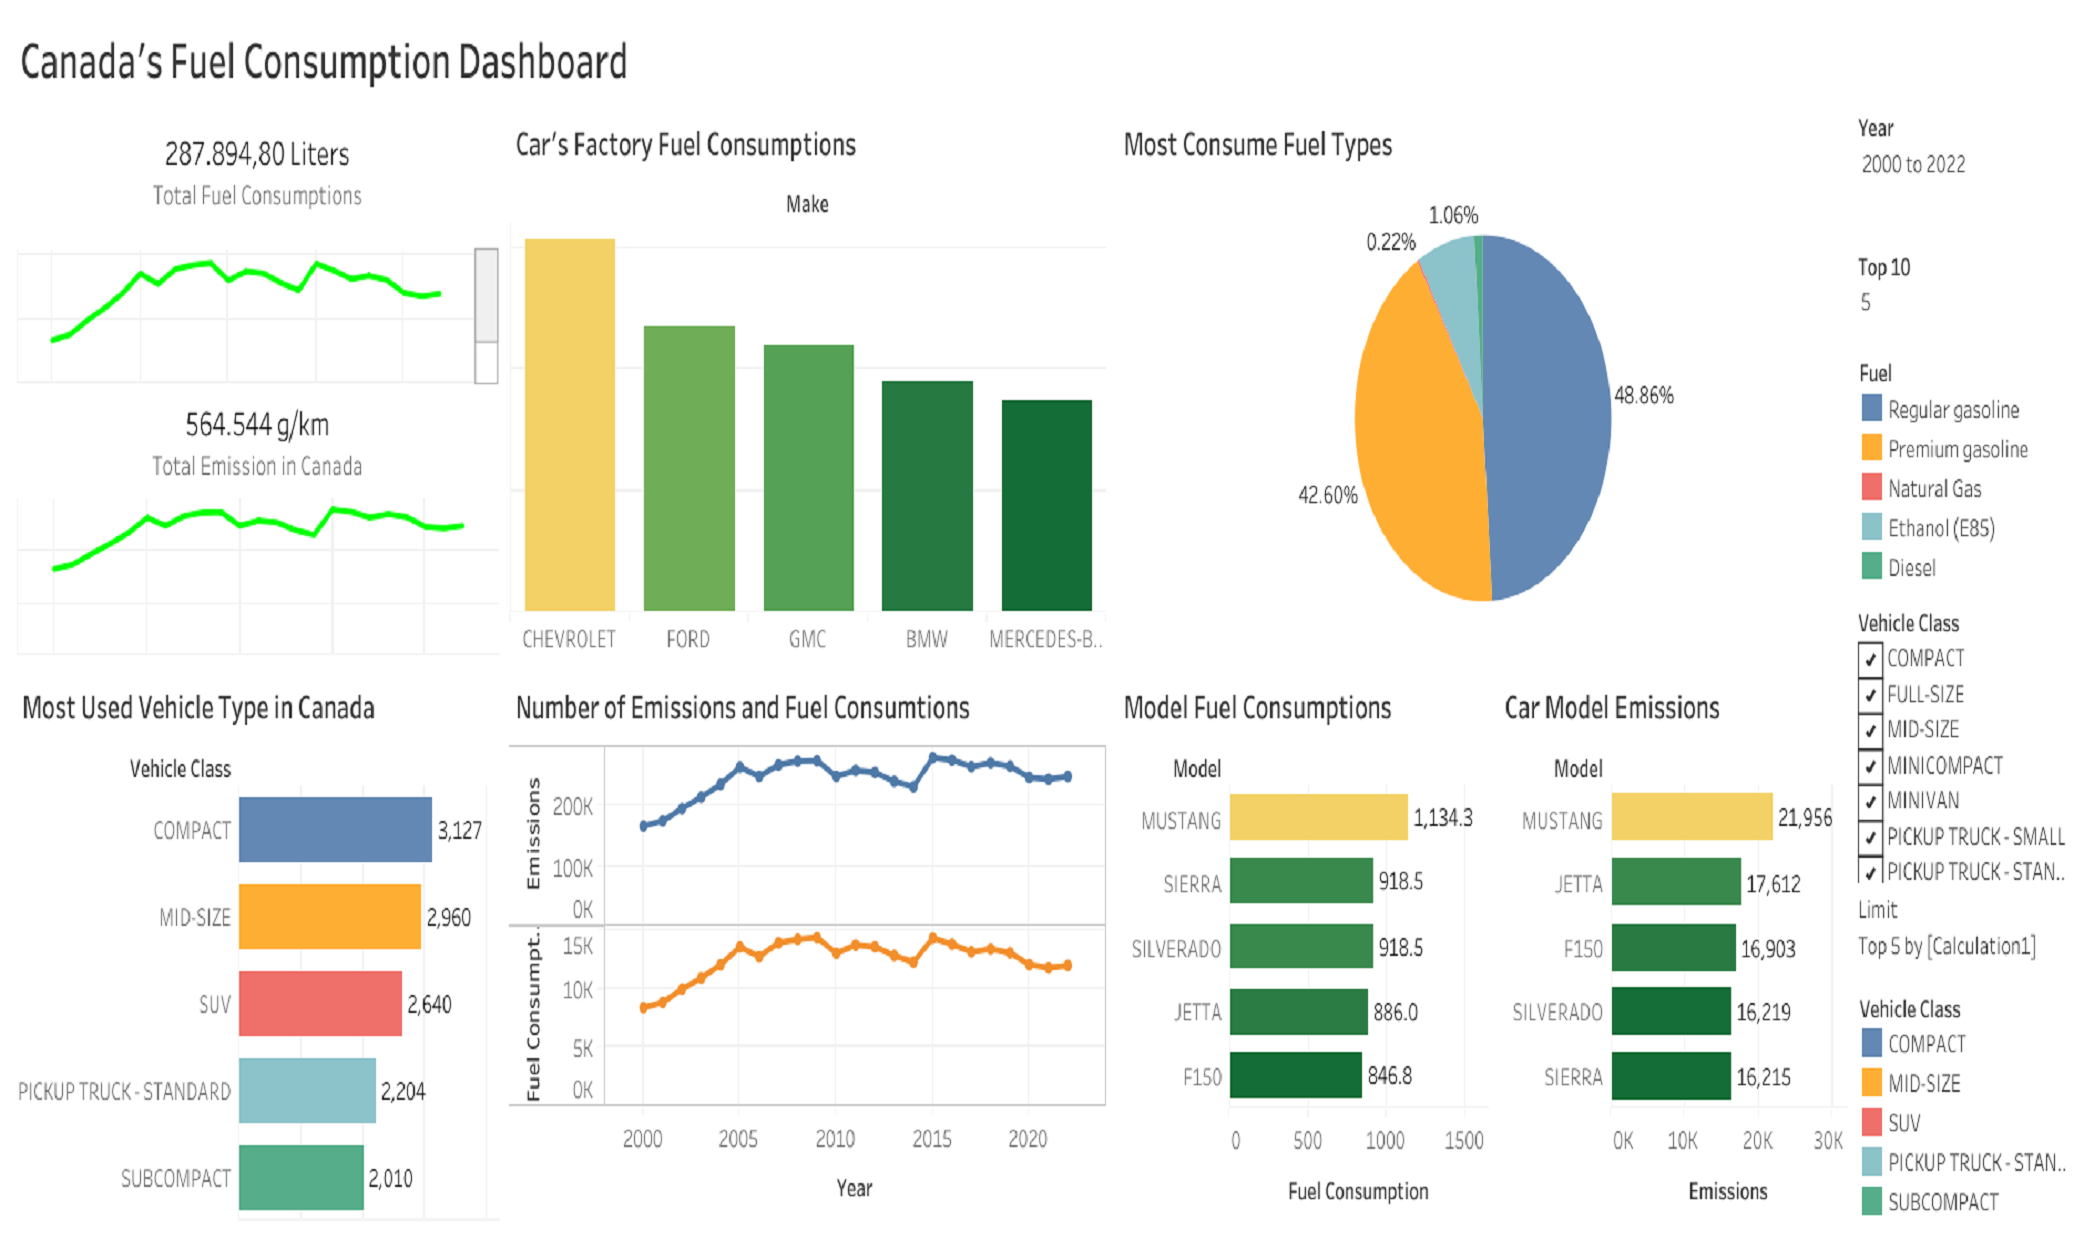 Canada's Fuel Consumption Dashboard
287.894,80 Liters
Total Fuel Consumptions
564.544 g/km
Total Emission in Canada
Car's Factory Fuel Consumptions
Make
CHEVROLET
FORD
GMC
BMW
MERCEDES-B..
Most Consume Fuel Types
1.06%
0.22%
48.86%
42.60%
Year
2000 to 2022
Top 10
5
Fuel
Regular gasoline
Premium gasoline
Natural Gas
Ethanol (E85)
Diesel
Vehicle Class
COMPACT
FULL-SIZE
MID-SIZE
MINICOMPACT
MINIVAN
PICKUP TRUCK - SMALL
PICKUP TRUCK - STAN..
Limit
Top 5 by [Calculation1]
Vehicle Class
COMPACT
MID-SIZE
SUV
PICKUP TRUCK - STAN..
SUBCOMPACT
Most Used Vehicle Type in Canada
Vehicle Class
COMPACT 3,127
MID-SIZE 2,960
SUV 2,640
PICKUP TRUCK - STANDARD 2,204
SUBCOMPACT 2,010
Number of Emissions and Fuel Consumtions
Emissions
200K
100K
0K
Fuel Consumpt..
15K
10K
5K
0K
2000 2005 2010 2015 2020
Year
Model Fuel Consumptions
Model
MUSTANG 1,134.3
SIERRA 918.5
SILVERADO 918.5
JETTA 886.0
F150 846.8
0 500 1000 1500
Fuel Consumption
Car Model Emissions
Model
MUSTANG 21,956
JETTA 17,612
F150 16,903
SILVERADO 16,219
SIERRA 16,215
0K 10K 20K 30K
Emissions